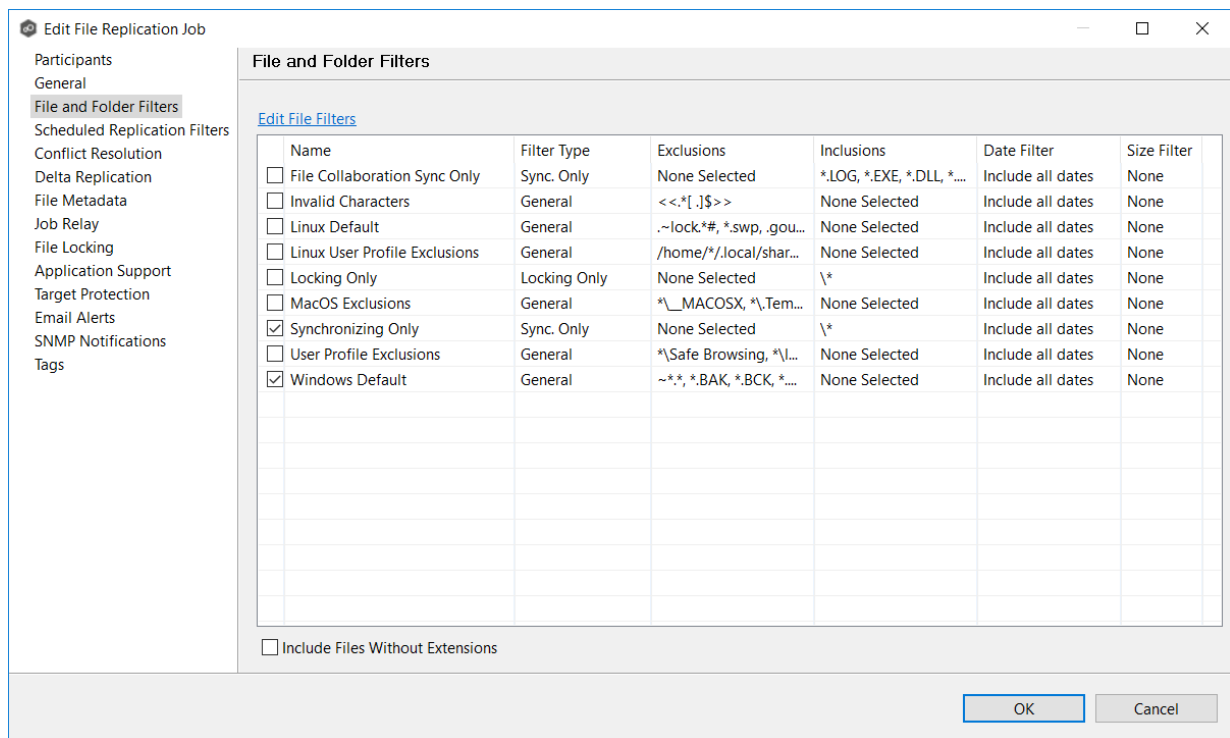 Edit File Replication Job
Participants
General
File and Folder Filters
Scheduled Replication Filters
Conflict Resolution
Delta Replication
File Metadata
Job Relay
File Locking
Application Support
Target Protection
Email Alerts
SNMP Notifications
Tags
File and Folder Filters
Edit File Filters
Name Filter Type Exclusions Inclusions Date Filter Size Filter
File Collaboration Sync Only Sync. Only None Selected *.LOG, *.EXE, *.DLL, *.... Include all dates None
Invalid Characters General <<.*[ .]$>> None Selected Include all dates None
Linux Default General .~lock.*#, *.swp, .gou... None Selected Include all dates None
Linux User Profile Exclusions General /home/*/.local/shar... None Selected Include all dates None
Locking Only Locking Only None Selected \* Include all dates None
MacOS Exclusions General *\__MACOSX, *\.Tem... None Selected Include all dates None
Synchronizing Only Sync. Only None Selected \* Include all dates None
User Profile Exclusions General *\Safe Browsing, *\I... None Selected Include all dates None
Windows Default General ~*.*, *.BAK, *.BCK, *.... None Selected Include all dates None
Include Files Without Extensions
OK Cancel